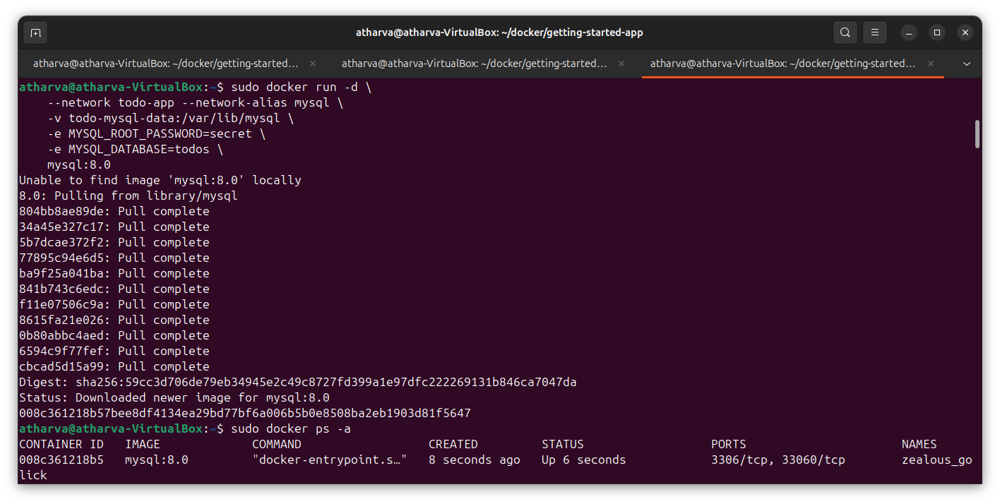 atharva@atharva-VirtualBox: ~/docker/getting-started-app
atharva@atharva-VirtualBox: ~/docker/getting-started…
atharva@atharva-VirtualBox: ~/docker/getting-started…
atharva@atharva-VirtualBox: ~/docker/getting-started…
atharva@atharva-VirtualBox:~$ sudo docker run -d \
    --network todo-app --network-alias mysql \
    -v todo-mysql-data:/var/lib/mysql \
    -e MYSQL_ROOT_PASSWORD=secret \
    -e MYSQL_DATABASE=todos \
    mysql:8.0
Unable to find image 'mysql:8.0' locally
8.0: Pulling from library/mysql
804bb8ae89de: Pull complete
34a45e327c17: Pull complete
5b7dcae372f2: Pull complete
77895c94e6d5: Pull complete
ba9f25a041ba: Pull complete
841b743c6edc: Pull complete
f11e07506c9a: Pull complete
8615fa21e026: Pull complete
0b80abbc4aed: Pull complete
6594c9f77fef: Pull complete
cbcad5d15a99: Pull complete
Digest: sha256:59cc3d706de79eb34945e2c49c8727fd399a1e97dfc222269131b846ca7047da
Status: Downloaded newer image for mysql:8.0
008c361218b57bee8df4134ea29bd77bf6a006b5b0e8508ba2eb1903d81f5647
atharva@atharva-VirtualBox:~$ sudo docker ps -a
CONTAINER ID   IMAGE             COMMAND                  CREATED         STATUS                  PORTS                      NAMES
008c361218b5   mysql:8.0         "docker-entrypoint.s…"   8 seconds ago   Up 6 seconds            3306/tcp, 33060/tcp        zealous_go
lick